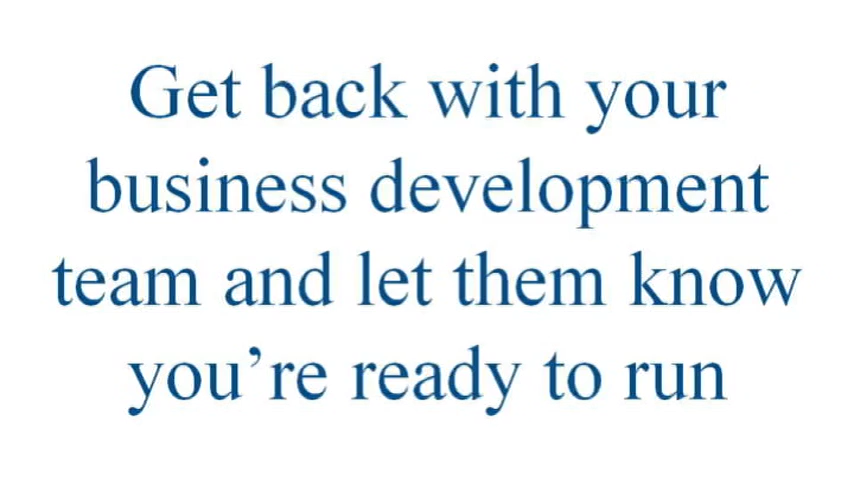 Get back with your
business development
team and let them know
you’re ready to run